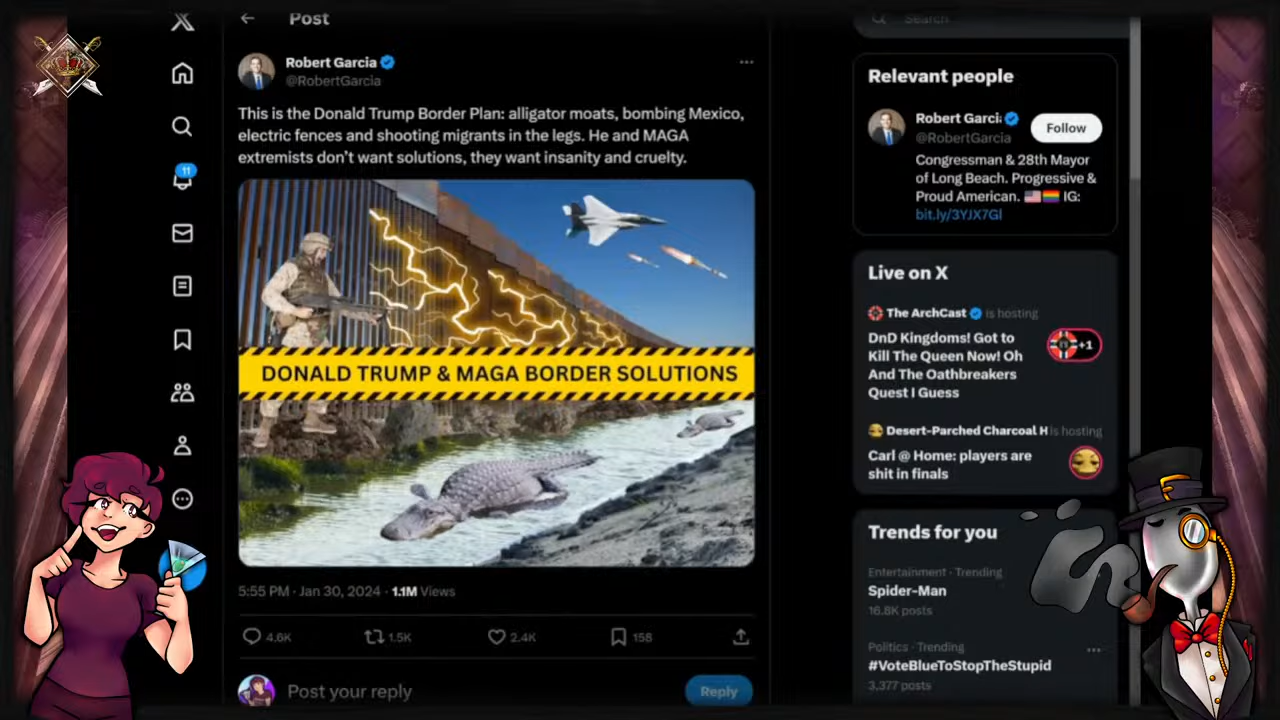 Post
Search
Robert Garcia
@RobertGarcia
This is the Donald Trump Border Plan: alligator moats, bombing Mexico,
electric fences and shooting migrants in the legs. He and MAGA
extremists don't want solutions, they want insanity and cruelty.
DONALD TRUMP & MAGA BORDER SOLUTIONS
5:55 PM · Jan 30, 2024 · 1.1M Views
4.6K 1.5K 2.4K 158
Post your reply
Reply
11
Relevant people
Robert Garci
@RobertGarcia
Follow
Congressman & 28th Mayor
of Long Beach. Progressive &
Proud American. 🇺🇸🏳️‍🌈 IG:
bit.ly/3YJX7Gl
Live on X
The ArchCast is hosting
DnD Kingdoms! Got to
Kill The Queen Now! Oh
And The Oathbreakers
Quest I Guess
+1
Desert-Parched Charcoal H is hosting
Carl @ Home: players are
shit in finals
Trends for you
Entertainment · Trending
Spider-Man
16.8K posts
Politics · Trending
#VoteBlueToStopTheStupid
3,377 posts